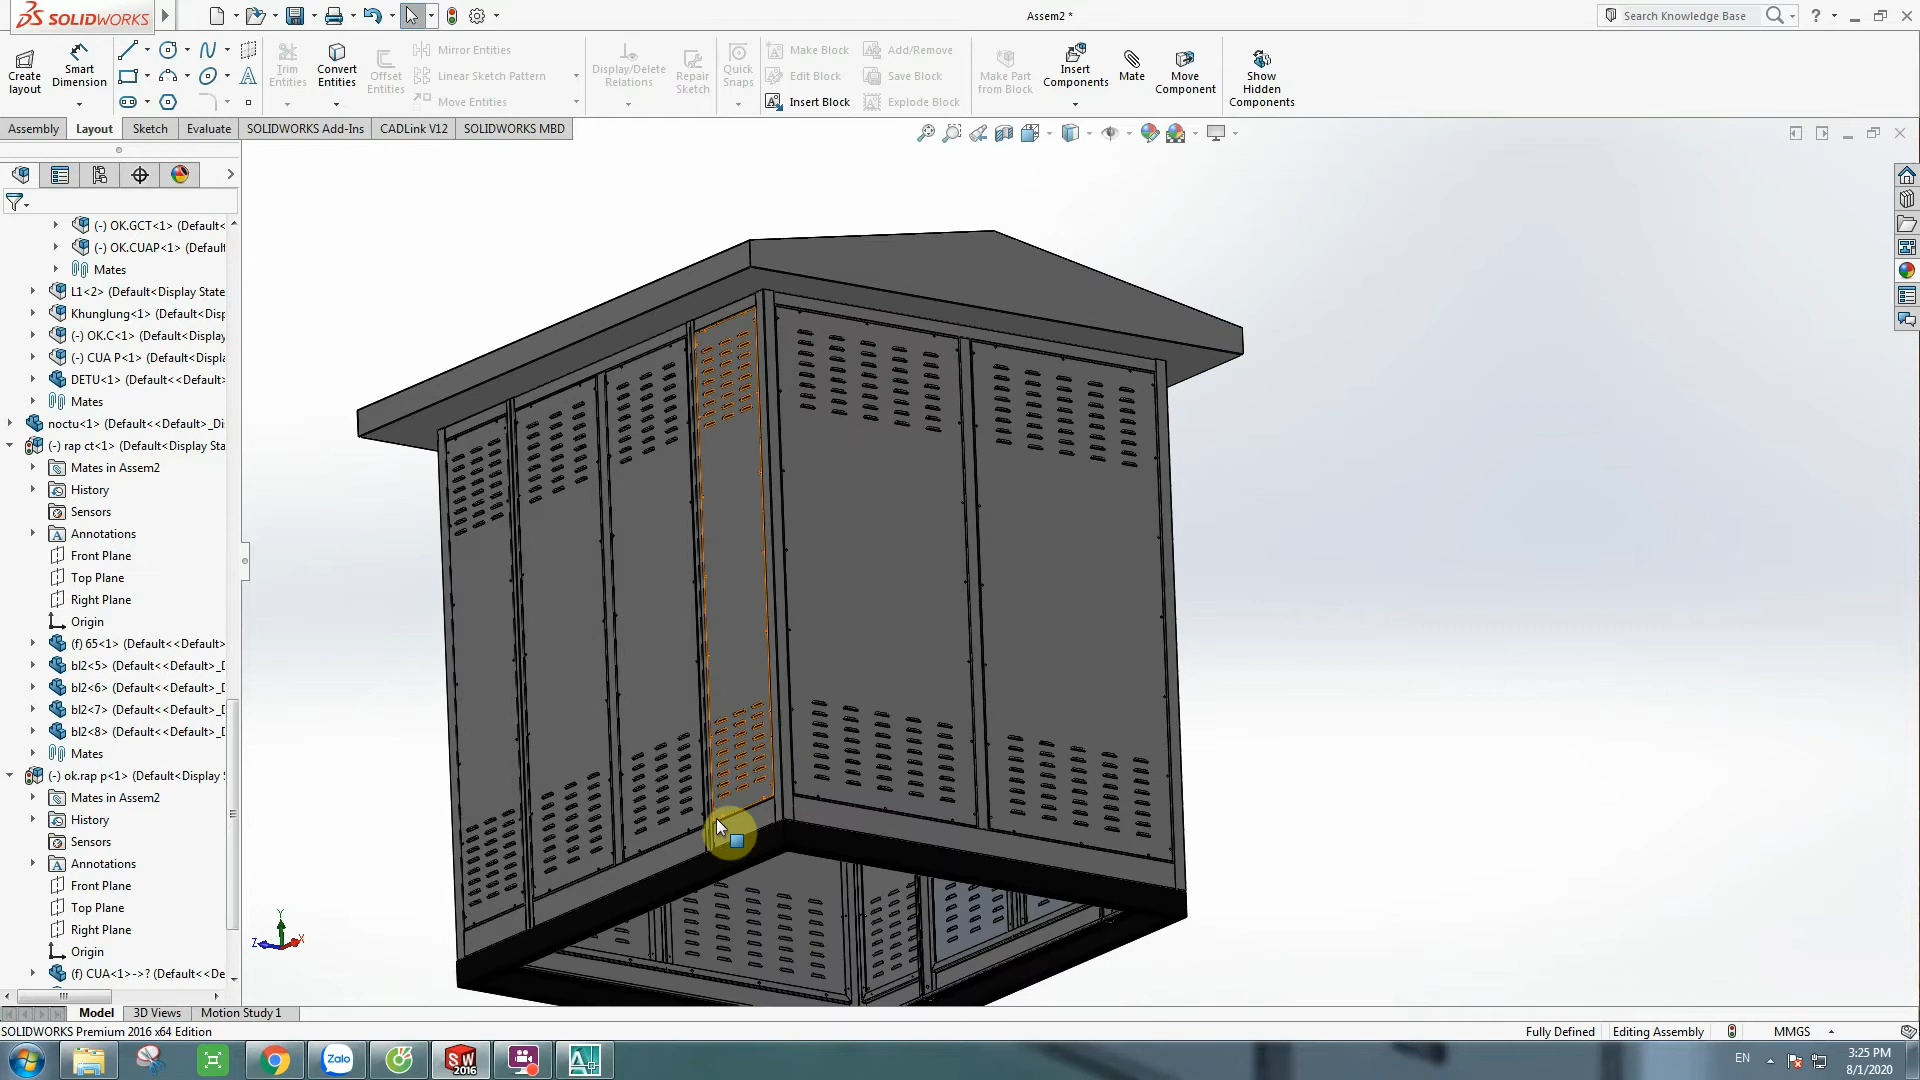 SOLIDWORKS
Assem2 *
Search Knowledge Base
Create layout
Smart Dimension
Trim Entities
Convert Entities
Offset Entities
Mirror Entities
Linear Sketch Pattern
Move Entities
Display/Delete Relations
Repair Sketch
Quick Snaps
Make Block
Edit Block
Insert Block
Add/Remove
Save Block
Explode Block
Make Part from Block
Insert Components
Mate
Move Component
Show Hidden Components
Assembly
Layout
Sketch
Evaluate
SOLIDWORKS Add-Ins
CADLink V12
SOLIDWORKS MBD
(-) OK.GCT<1> (Default<
(-) OK.CUAP<1> (Default
Mates
L1<2> (Default<Display State
Khunglung<1> (Default<Disp
(-) OK.C<1> (Default<Display
(-) CUA P<1> (Default<Displa
DETU<1> (Default<<Default>
Mates
noctu<1> (Default<<Default>_Di
(-) rap ct<1> (Default<Display Sta
Mates in Assem2
History
Sensors
Annotations
Front Plane
Top Plane
Right Plane
Origin
(f) 65<1> (Default<<Default>
bl2<5> (Default<<Default>_D
bl2<6> (Default<<Default>_D
bl2<7> (Default<<Default>_D
bl2<8> (Default<<Default>_D
Mates
(-) ok.rap p<1> (Default<Display
Mates in Assem2
History
Sensors
Annotations
Front Plane
Top Plane
Right Plane
Origin
(f) CUA<1>->? (Default<<De
Y
Z
X
Model
3D Views
Motion Study 1
SOLIDWORKS Premium 2016 x64 Edition
Fully Defined
Editing Assembly
MMGS
Zalo
SW 2016
EN
3:25 PM
8/1/2020